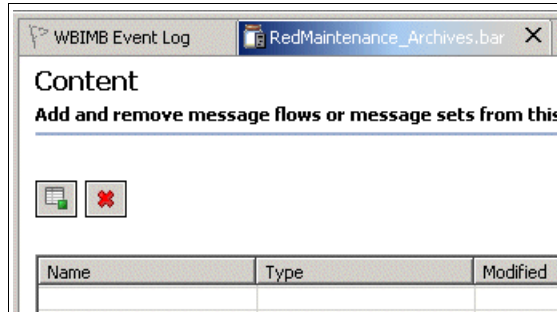 WBIMB Event Log
RedMaintenance_Archives.bar
Content
Add and remove message flows or message sets from this
Name Type Modified